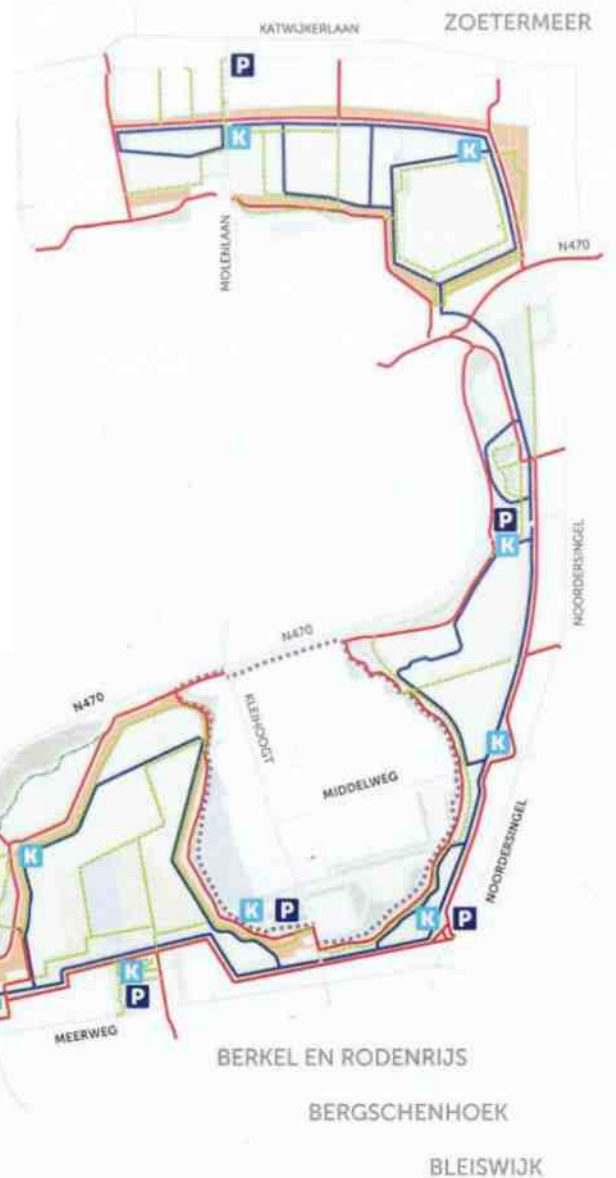 ZOETERMEER
KATWIJKERLAAN
P
K
K
MOLENLAAN
N470
P
K
NOORDERSINGEL
N470
N470
KLEIHOOGT
K
MIDDELWEG
NOORDERSINGEL
K
K
P
K
P
K
P
MEERWEG
BERKEL EN RODENRIJS
BERGSCHENHOEK
BLEISWIJK